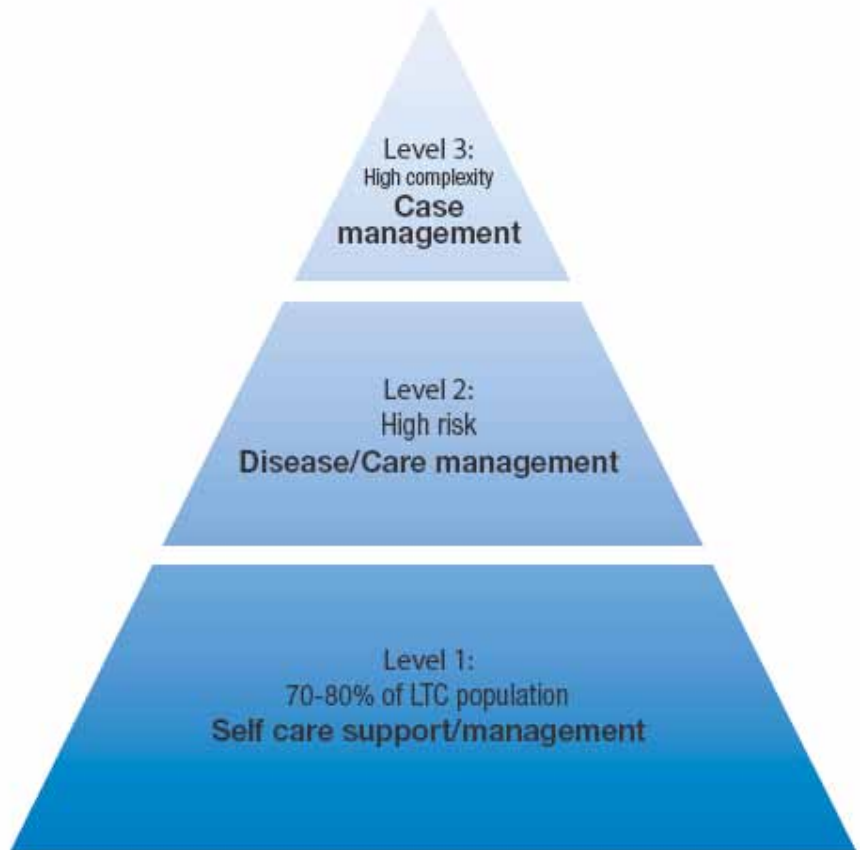 Level 3:
High complexity
Case
management
Level 2:
High risk
Disease/Care management
Level 1:
70-80% of LTC population
Self care support/management